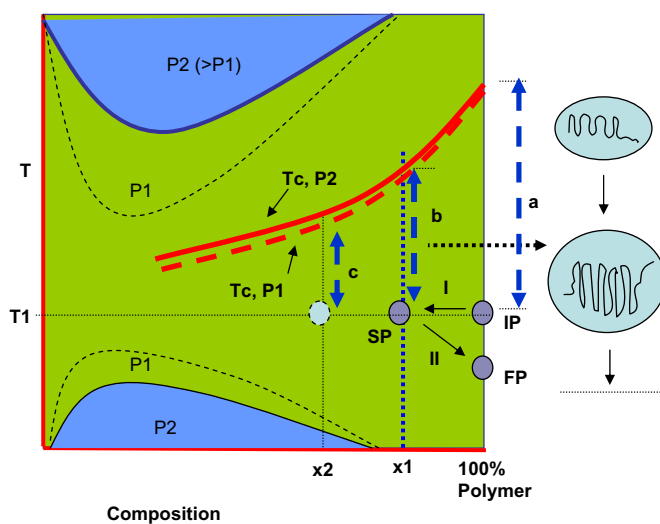 P2 (>P1)
T
P1
Tc, P2
a
b
Tc, P1
c
I
T1
SP
IP
II
P1
FP
P2
x2
x1
100%
Polymer
Composition